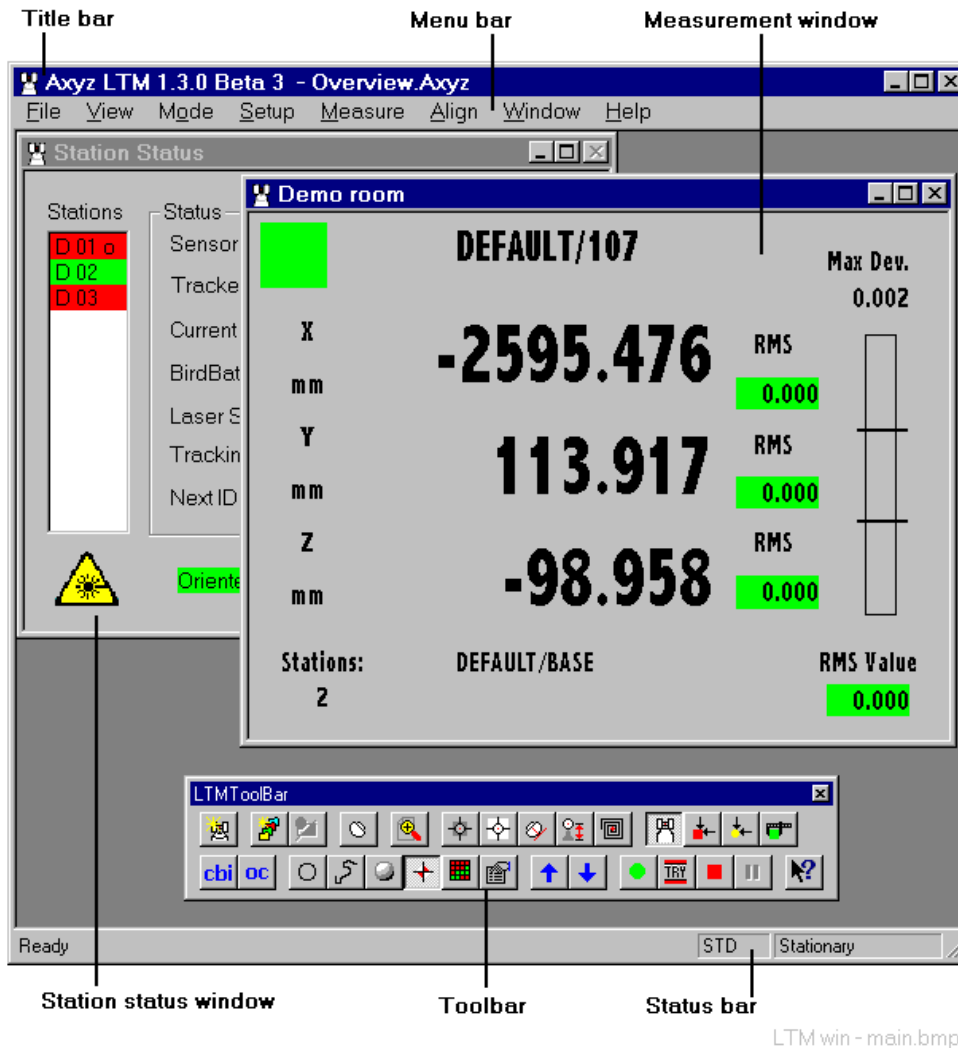 Title bar
Menu bar
Measurement window
Axyz LTM 1.3.0 Beta 3 - Overview.Axyz
File View Mode Setup Measure Align Window Help
Station Status
Demo room
Stations
Status
D 01 o
D 02
D 03
Sensor
Tracke
Current
BirdBat
Laser S
Trackin
Next ID
Oriente
DEFAULT/107
Max Dev.
0.002
X
mm
-2595.476
RMS
0.000
Y
mm
113.917
RMS
0.000
Z
mm
-98.958
RMS
0.000
Stations:
2
DEFAULT/BASE
RMS Value
0.000
LTMToolBar
cbi oc
TRY
?
Ready
STD
Stationary
Station status window
Toolbar
Status bar
LTM win - main.bmp